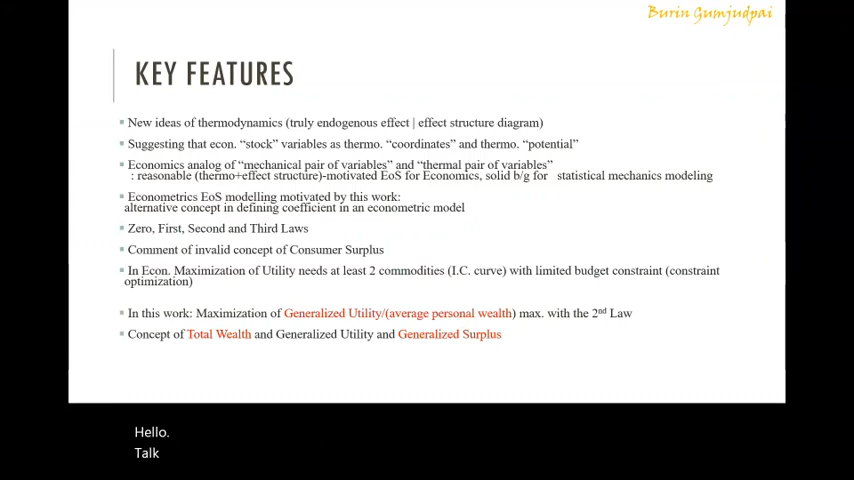 Burin Gumjudpai
KEY FEATURES
▪ New ideas of thermodynamics (truly endogenous effect | effect structure diagram)
▪ Suggesting that econ. “stock” variables as thermo. “coordinates” and thermo. “potential”
▪ Economics analog of “mechanical pair of variables” and “thermal pair of variables”
: reasonable (thermo+effect structure)-motivated EoS for Economics, solid b/g for statistical mechanics modeling
▪ Econometrics EoS modelling motivated by this work:
alternative concept in defining coefficient in an econometric model
▪ Zero, First, Second and Third Laws
▪ Comment of invalid concept of Consumer Surplus
▪ In Econ. Maximization of Utility needs at least 2 commodities (I.C. curve) with limited budget constraint (constraint
optimization)
▪ In this work: Maximization of Generalized Utility/(average personal wealth) max. with the 2nd Law
▪ Concept of Total Wealth and Generalized Utility and Generalized Surplus
Hello.
Talk